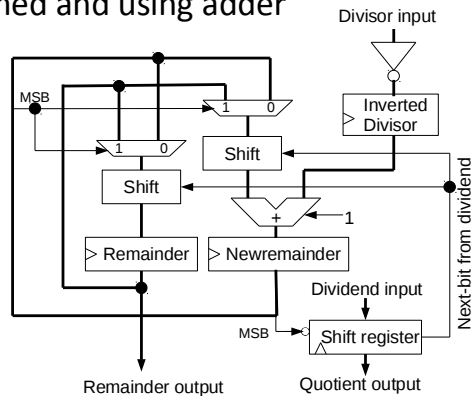 ned and using adder
Divisor input
MSB
1 0
1 0
Inverted
Divisor
Shift
Shift
+
1
Remainder
Newremainder
Next-bit from dividend
Dividend input
MSB
Shift register
Remainder output
Quotient output